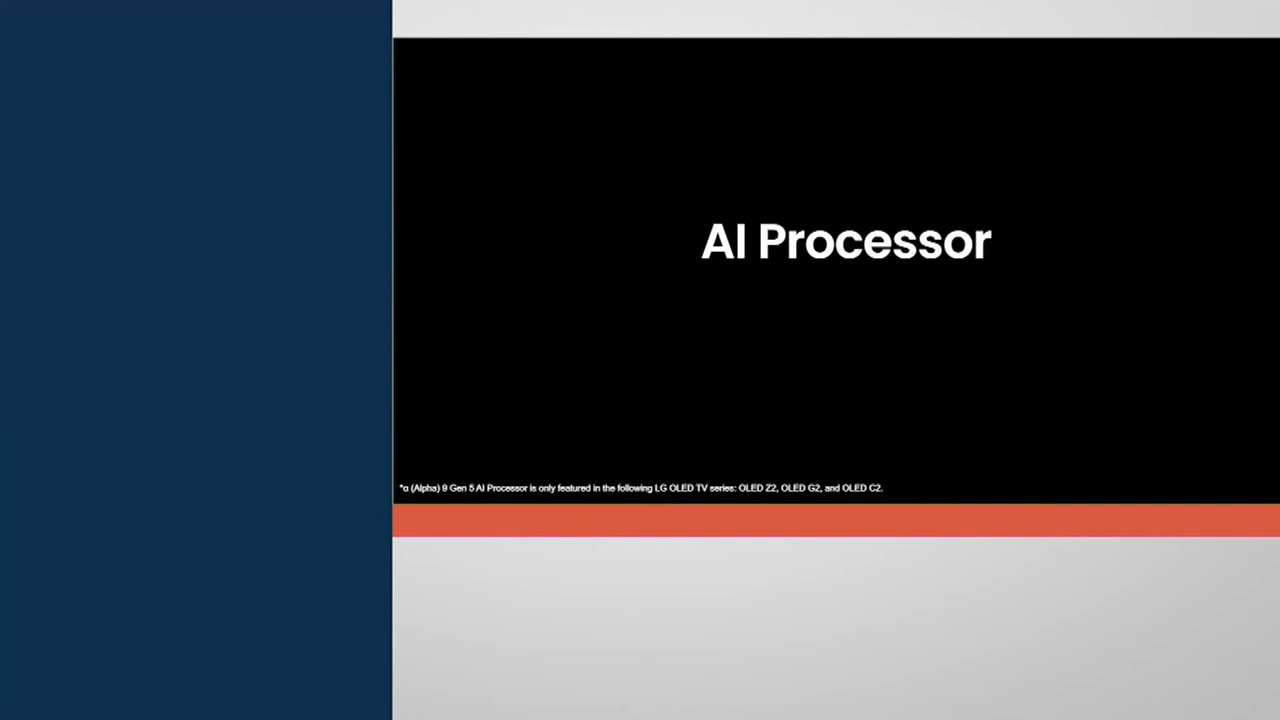 AI Processor
*α (Alpha) 9 Gen 5 AI Processor is only featured in the following LG OLED TV series: OLED Z2, OLED G2, and OLED C2.